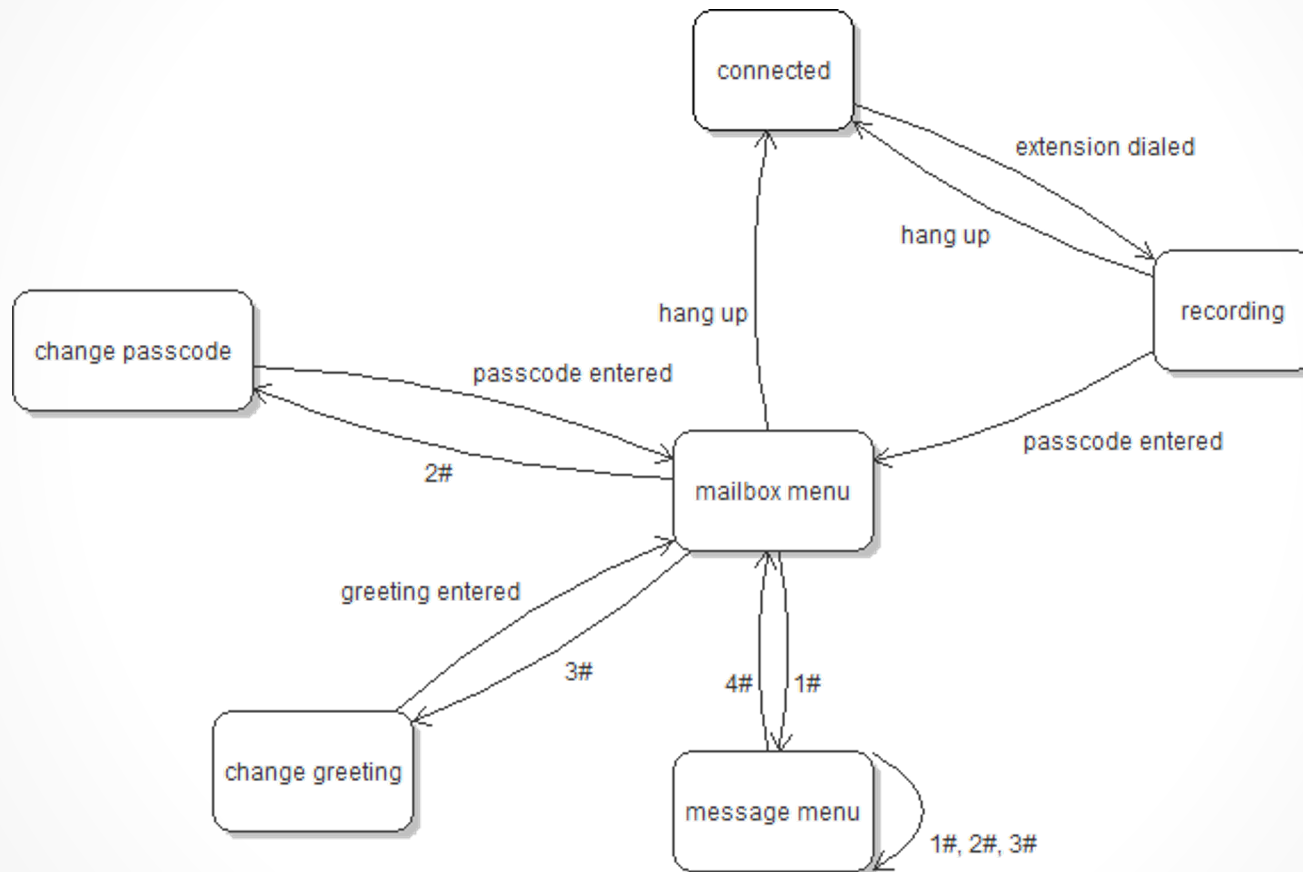 connected
extension dialed
hang up
hang up
recording
change passcode
passcode entered
passcode entered
2#
mailbox menu
greeting entered
3#
4#
1#
change greeting
message menu
1#, 2#, 3#